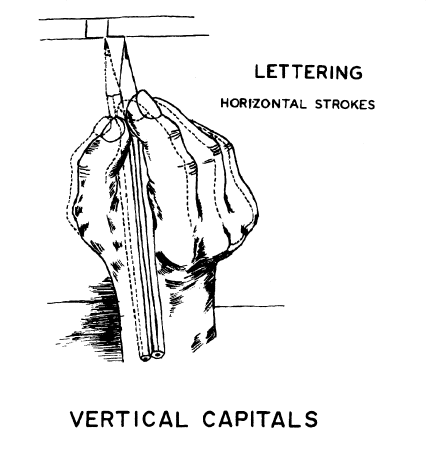 LETTERING
HORIZONTAL STROKES
VERTICAL CAPITALS